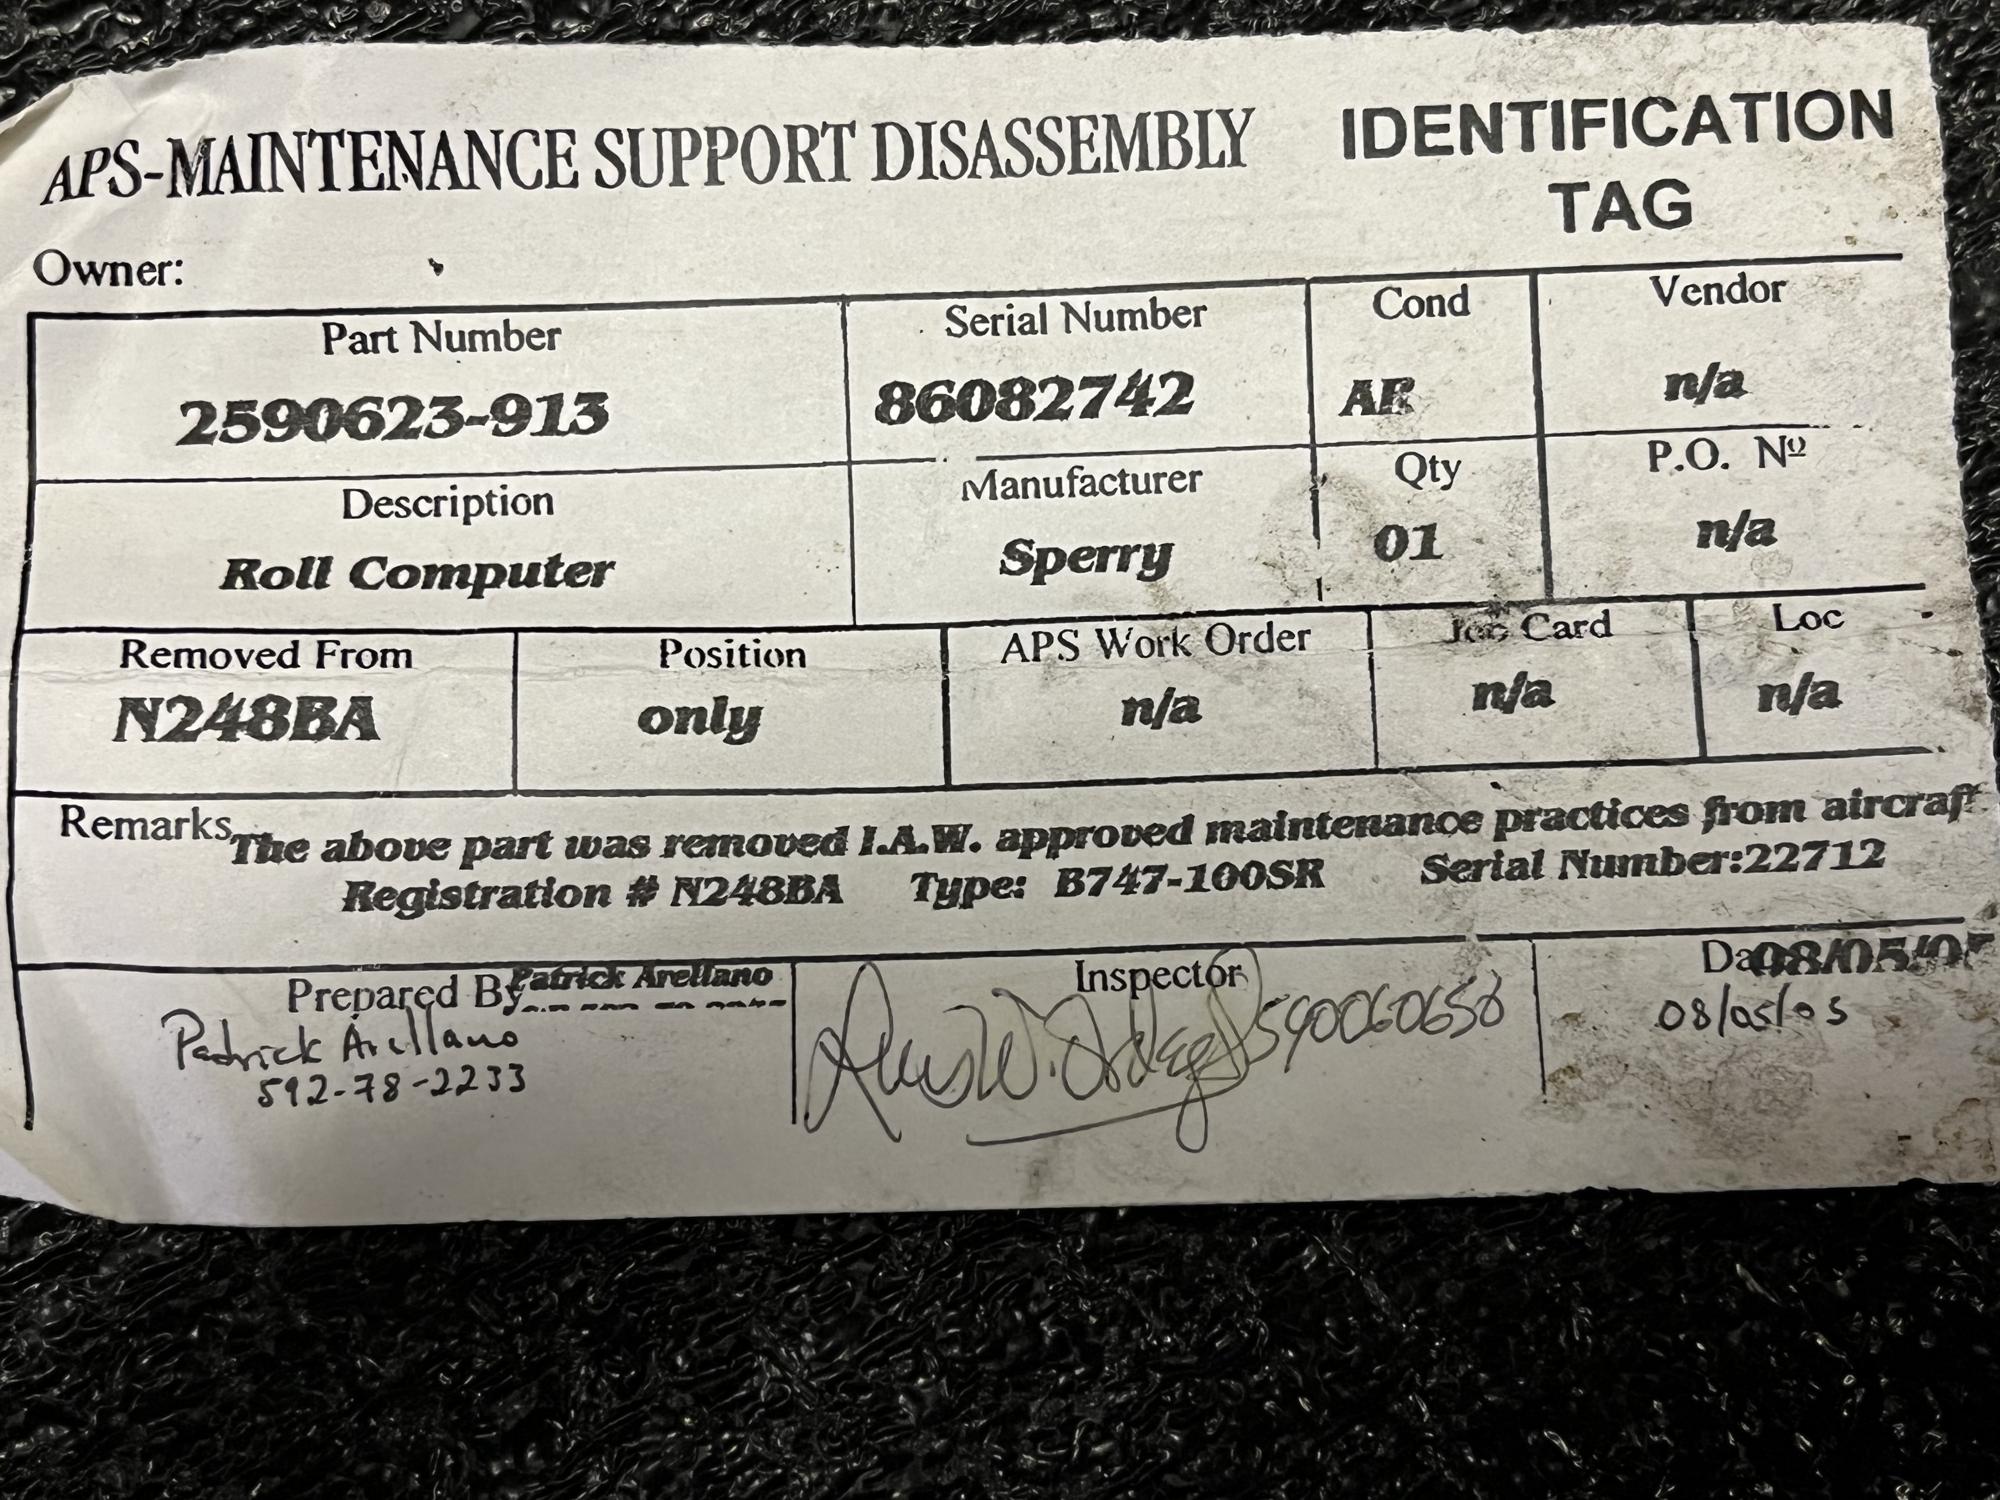 APS-MAINTENANCE SUPPORT DISASSEMBLY
IDENTIFICATION
TAG
Owner:
Part Number
2590623-913
Serial Number
86082742
Cond
AR
Vendor
n/a
Description
Roll Computer
Manufacturer
Sperry
Qty
01
P.O. Nº
n/a
Removed From
N248BA
Position
only
APS Work Order
n/a
Job Card
n/a
Loc
n/a
Remarks The above part was removed I.A.W. approved maintenance practices from aircraft
Registration # N248BA Type: B747-100SR Serial Number:22712
Prepared By Patrick Arellano
Patrick Arellano
592-78-2233
Inspector
08/05/05